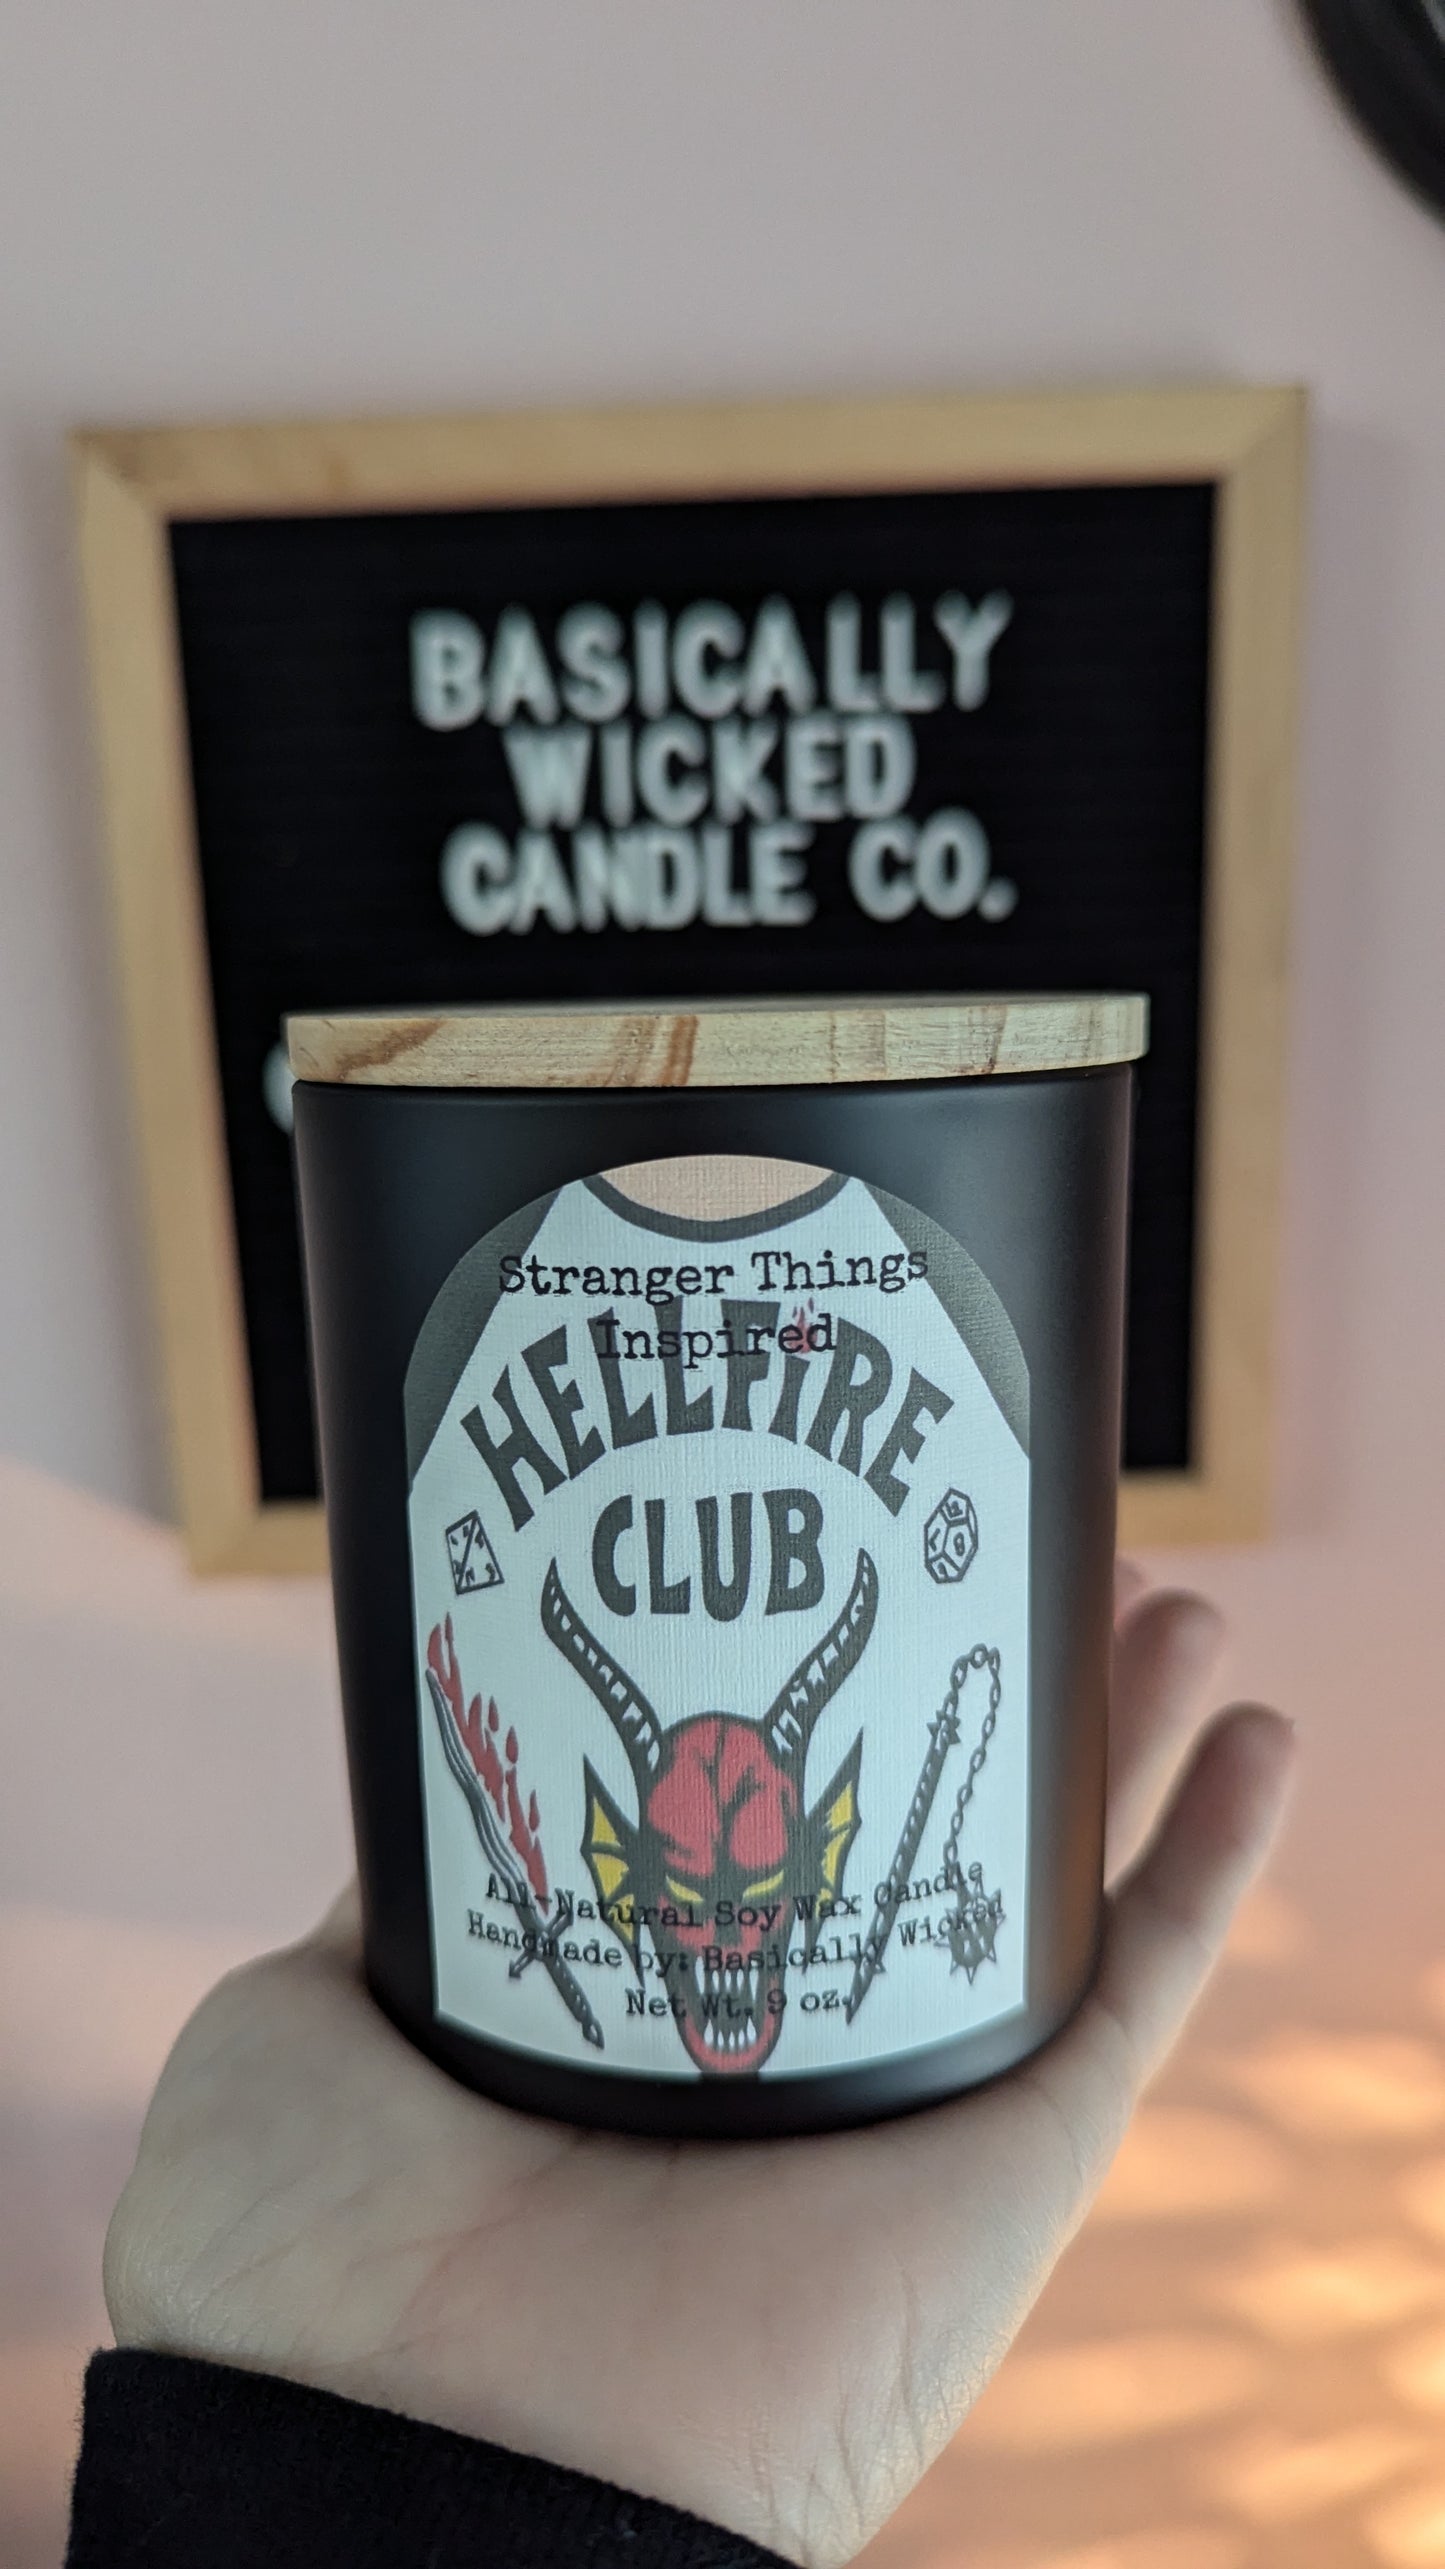 BASICALLY
WICKED
CANDLE CO.
Stranger Things
Inspired
HELLFIRE
CLUB
All-Natural Soy Wax Candle
Handmade by: Basically Wicked
Net Wt. 9 oz.